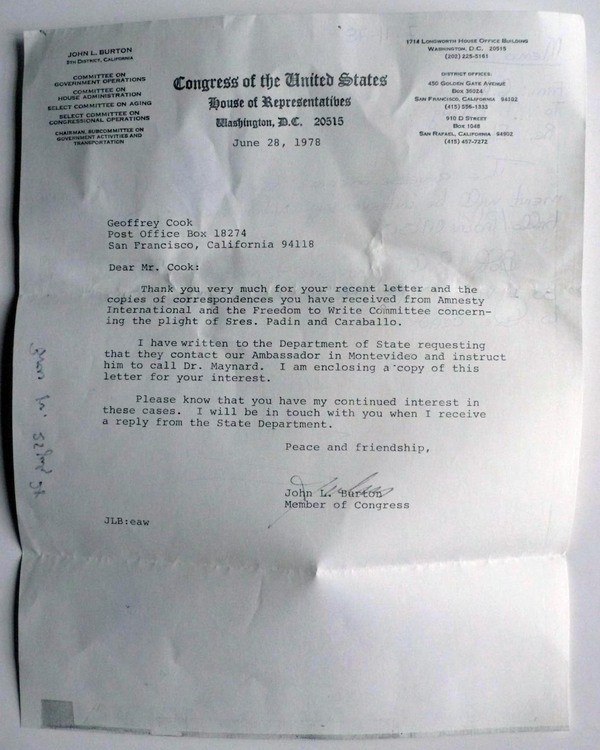 JOHN L. BURTON
5TH DISTRICT, CALIFORNIA
COMMITTEE ON
GOVERNMENT OPERATIONS
COMMITTEE ON
HOUSE ADMINISTRATION
SELECT COMMITTEE ON AGING
SELECT COMMITTEE ON
CONGRESSIONAL OPERATIONS
CHAIRMAN, SUBCOMMITTEE ON
GOVERNMENT ACTIVITIES AND
TRANSPORTATION
Congress of the United States
House of Representatives
Washington, D.C. 20515
June 28, 1978
1714 LONGWORTH HOUSE OFFICE BUILDING
WASHINGTON, D.C. 20515
(202) 225-5161
DISTRICT OFFICES:
450 GOLDEN GATE AVENUE
BOX 36024
SAN FRANCISCO, CALIFORNIA 94102
(415) 556-1333
910 D STREET
BOX 1048
SAN RAFAEL, CALIFORNIA 94902
(415) 457-7272
Geoffrey Cook
Post Office Box 18274
San Francisco, California 94118
Dear Mr. Cook:
Thank you very much for your recent letter and the
copies of correspondences you have received from Amnesty
International and the Freedom to Write Committee concern-
ing the plight of Sres. Padin and Caraballo.
I have written to the Department of State requesting
that they contact our Ambassador in Montevideo and instruct
him to call Dr. Maynard. I am enclosing a copy of this
letter for your interest.
Please know that you have my continued interest in
these cases. I will be in touch with you when I receive
a reply from the State Department.
Peace and friendship,
John L. Burton
Member of Congress
JLB:eaw